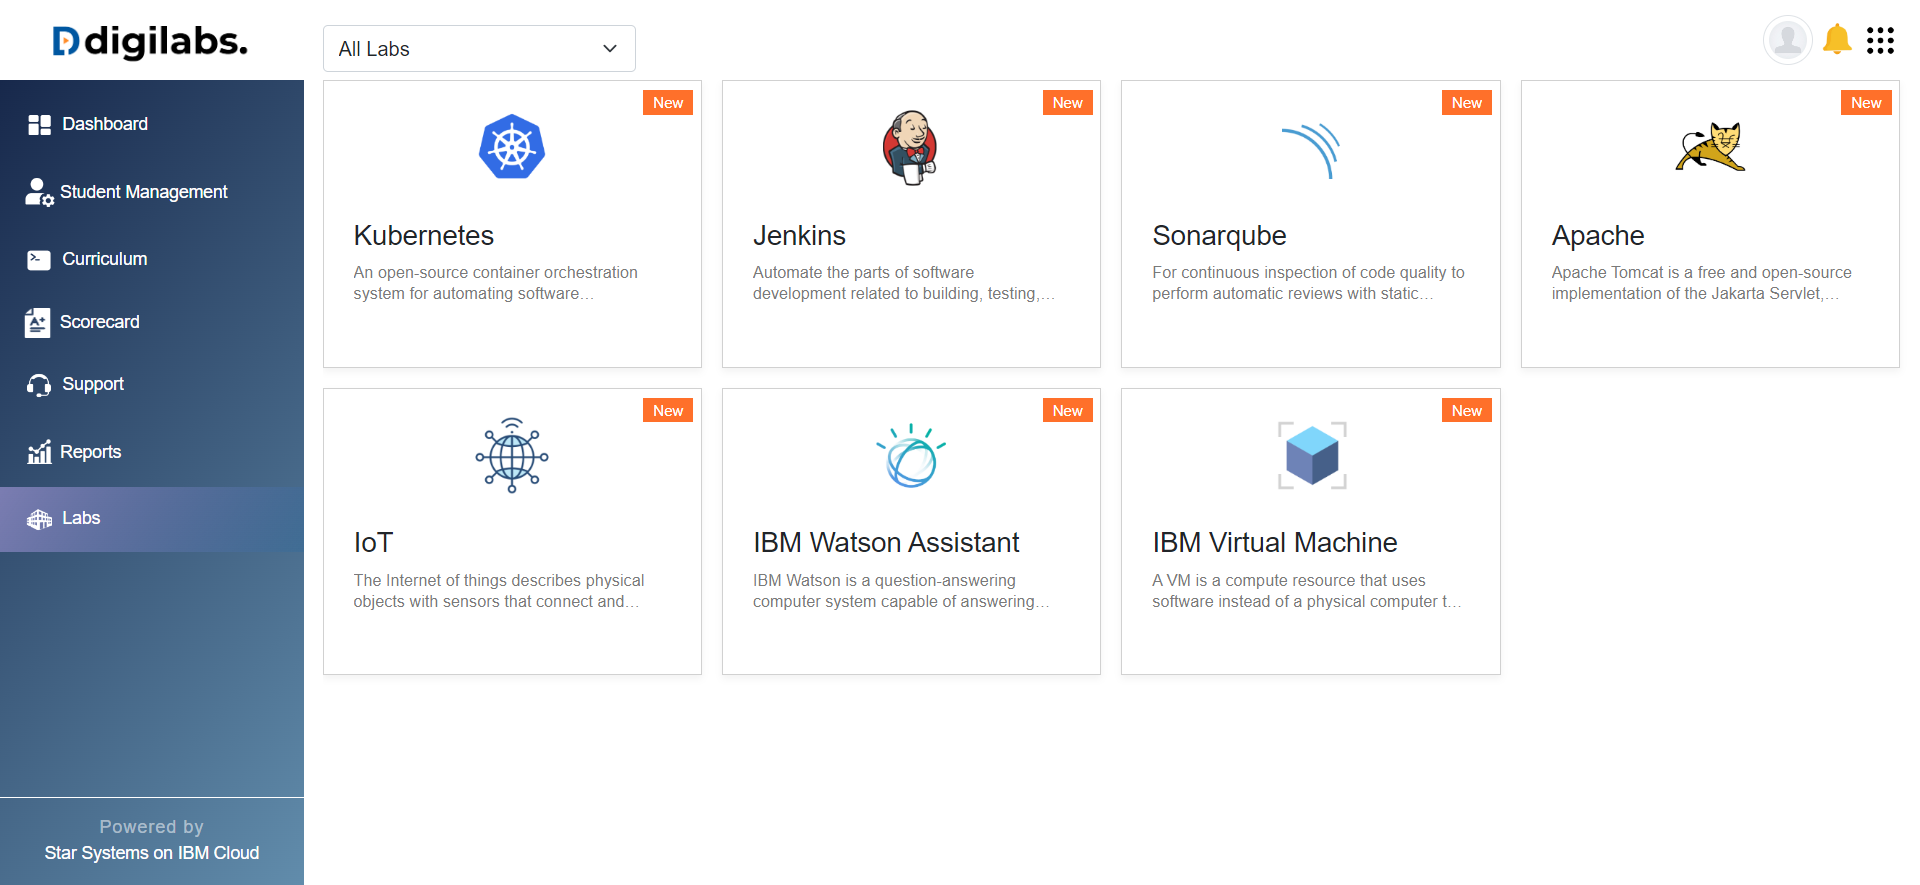 digilabs.
All Labs
Dashboard
Student Management
Curriculum
Scorecard
Support
Reports
Labs
Powered by
Star Systems on IBM Cloud
New
Kubernetes
An open-source container orchestration
system for automating software...
New
Jenkins
Automate the parts of software
development related to building, testing,...
New
Sonarqube
For continuous inspection of code quality to
perform automatic reviews with static...
New
Apache
Apache Tomcat is a free and open-source
implementation of the Jakarta Servlet,...
New
IoT
The Internet of things describes physical
objects with sensors that connect and...
New
IBM Watson Assistant
IBM Watson is a question-answering
computer system capable of answering...
New
IBM Virtual Machine
A VM is a compute resource that uses
software instead of a physical computer t...